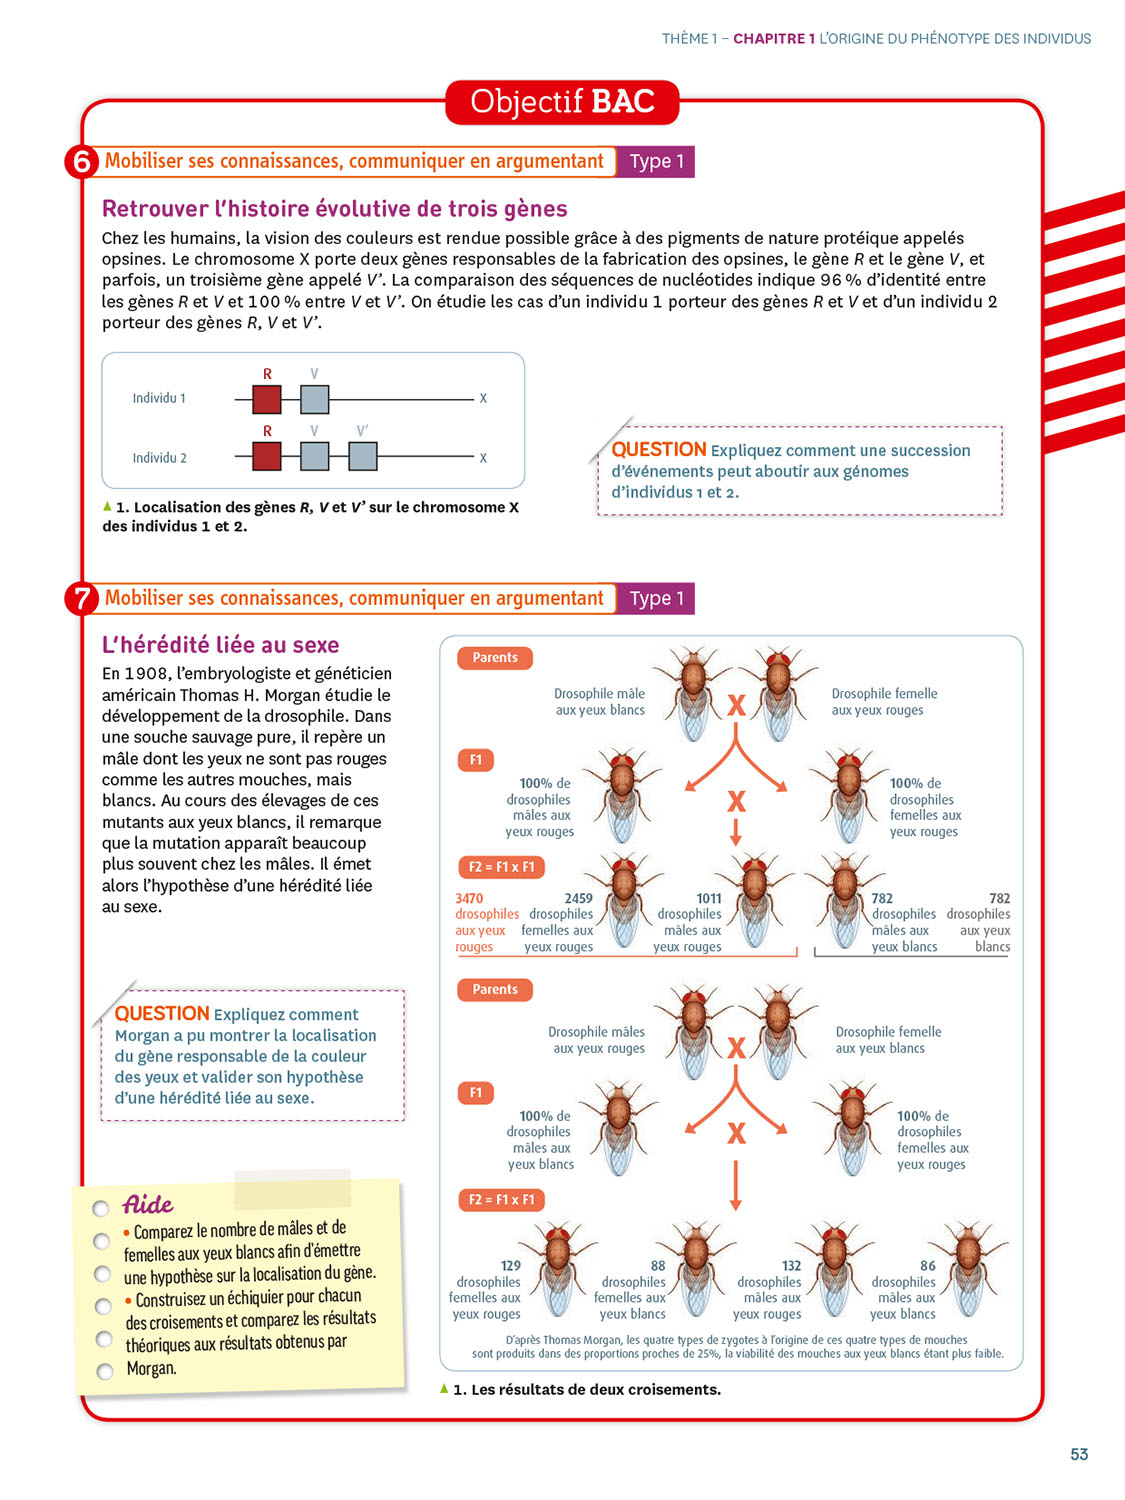 THÈME 1 – CHAPITRE 1 L'ORIGINE DU PHÉNOTYPE DES INDIVIDUS
Objectif BAC
6 Mobiliser ses connaissances, communiquer en argumentant Type 1
Retrouver l'histoire évolutive de trois gènes
Chez les humains, la vision des couleurs est rendue possible grâce à des pigments de nature protéique appelés
opsines. Le chromosome X porte deux gènes responsables de la fabrication des opsines, le gène R et le gène V, et
parfois, un troisième gène appelé V'. La comparaison des séquences de nucléotides indique 96 % d'identité entre
les gènes R et V et 100 % entre V et V'. On étudie les cas d'un individu 1 porteur des gènes R et V et d'un individu 2
porteur des gènes R, V et V'.
R V
Individu 1 X
R V V'
Individu 2 X
1. Localisation des gènes R, V et V' sur le chromosome X
des individus 1 et 2.
QUESTION Expliquez comment une succession
d'événements peut aboutir aux génomes
d'individus 1 et 2.
7 Mobiliser ses connaissances, communiquer en argumentant Type 1
L'hérédité liée au sexe
En 1908, l'embryologiste et généticien
américain Thomas H. Morgan étudie le
développement de la drosophile. Dans
une souche sauvage pure, il repère un
mâle dont les yeux ne sont pas rouges
comme les autres mouches, mais
blancs. Au cours des élevages de ces
mutants aux yeux blancs, il remarque
que la mutation apparaît beaucoup
plus souvent chez les mâles. Il émet
alors l'hypothèse d'une hérédité liée
au sexe.
QUESTION Expliquez comment
Morgan a pu montrer la localisation
du gène responsable de la couleur
des yeux et valider son hypothèse
d'une hérédité liée au sexe.
Aide
• Comparez le nombre de mâles et de
femelles aux yeux blancs afin d'émettre
une hypothèse sur la localisation du gène.
• Construisez un échiquier pour chacun
des croisements et comparez les résultats
théoriques aux résultats obtenus par
Morgan.
Parents
Drosophile mâle
aux yeux blancs
X
Drosophile femelle
aux yeux rouges
F1
100% de
drosophiles
mâles aux
yeux rouges
X
100% de
drosophiles
femelles aux
yeux rouges
F2 = F1 x F1
3470
drosophiles
aux yeux
rouges
2459
drosophiles
femelles aux
yeux rouges
1011
drosophiles
mâles aux
yeux rouges
782
drosophiles
mâles aux
yeux blancs
782
drosophiles
aux yeux
blancs
Parents
Drosophile mâles
aux yeux rouges
X
Drosophile femelle
aux yeux blancs
F1
100% de
drosophiles
mâles aux
yeux blancs
X
100% de
drosophiles
femelles aux
yeux rouges
F2 = F1 x F1
129
drosophiles
femelles aux
yeux rouges
88
drosophiles
femelles aux
yeux blancs
132
drosophiles
mâles aux
yeux rouges
86
drosophiles
mâles aux
yeux blancs
D'après Thomas Morgan, les quatre types de zygotes à l'origine de ces quatre types de mouches
sont produits dans des proportions proches de 25%, la viabilité des mouches aux yeux blancs étant plus faible.
1. Les résultats de deux croisements.
53